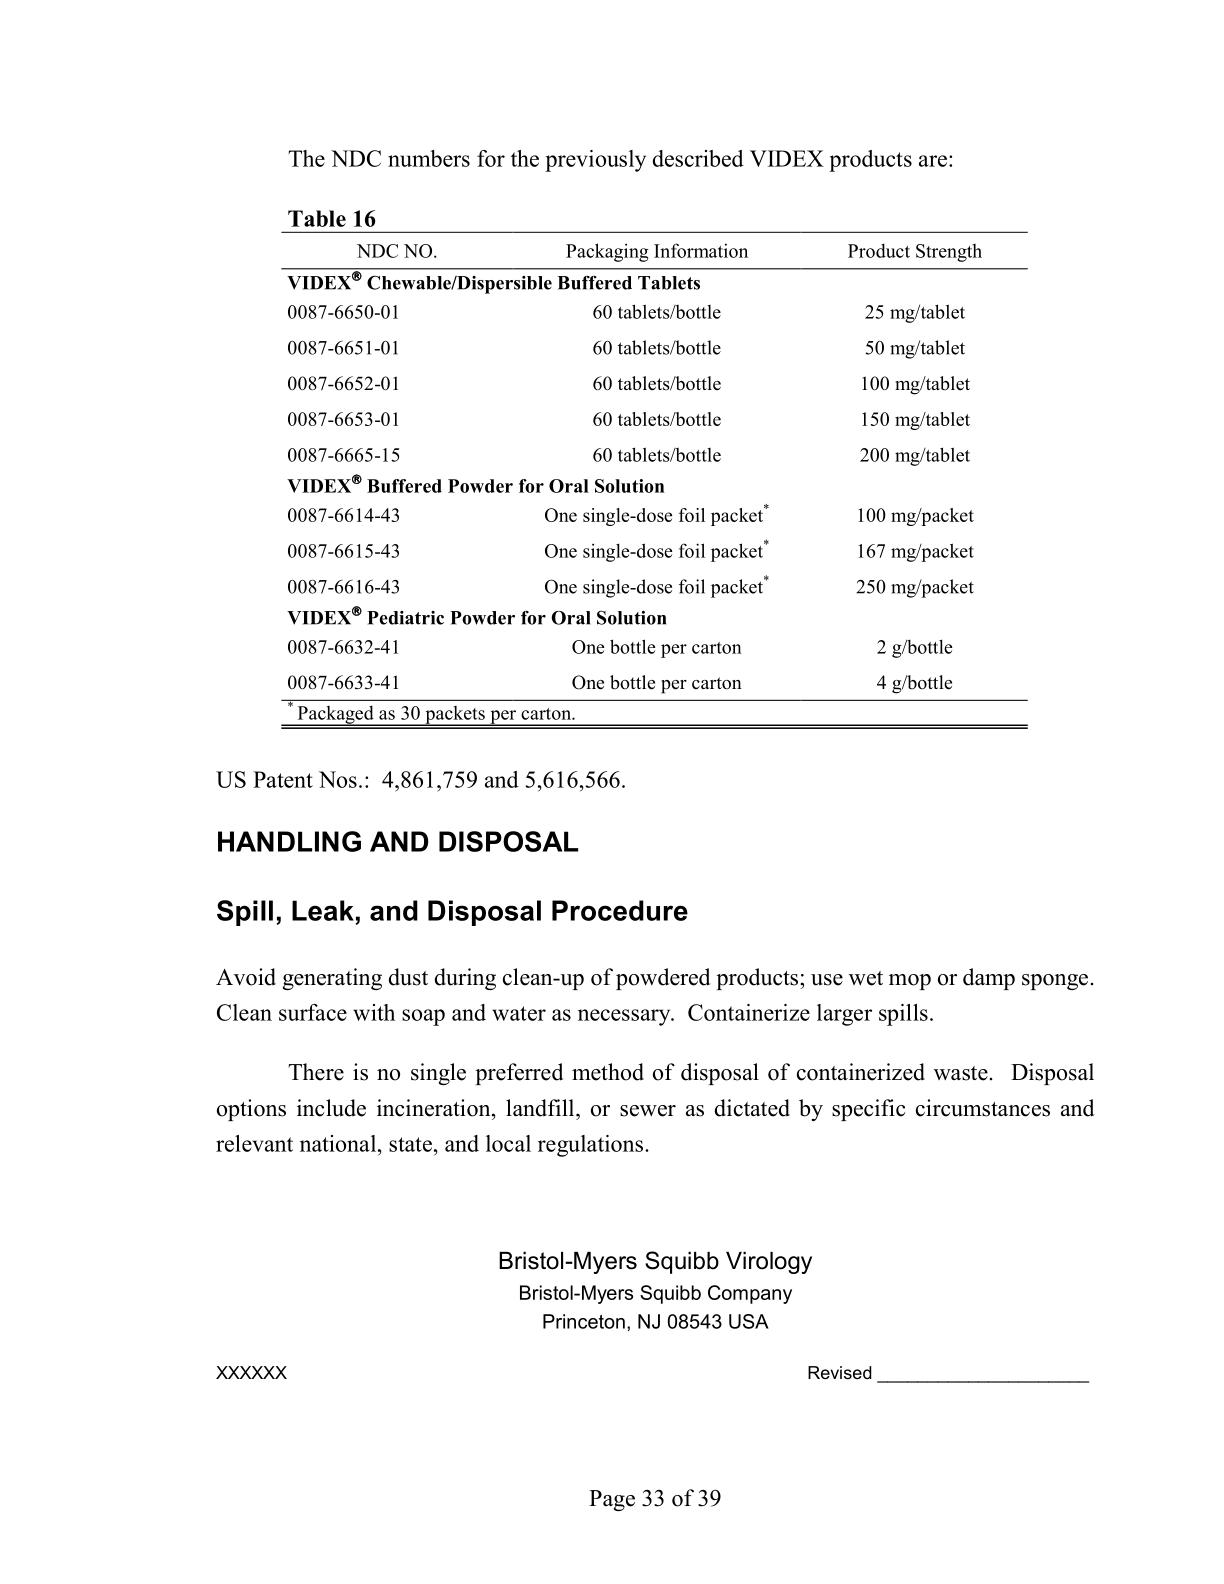 The NDC numbers for the previously described VIDEX products are:
Table 16
NDC NO. Packaging Information Product Strength
VIDEX® Chewable/Dispersible Buffered Tablets
0087-6650-01 60 tablets/bottle 25 mg/tablet
0087-6651-01 60 tablets/bottle 50 mg/tablet
0087-6652-01 60 tablets/bottle 100 mg/tablet
0087-6653-01 60 tablets/bottle 150 mg/tablet
0087-6665-15 60 tablets/bottle 200 mg/tablet
VIDEX® Buffered Powder for Oral Solution
0087-6614-43 One single-dose foil packet* 100 mg/packet
0087-6615-43 One single-dose foil packet* 167 mg/packet
0087-6616-43 One single-dose foil packet* 250 mg/packet
VIDEX® Pediatric Powder for Oral Solution
0087-6632-41 One bottle per carton 2 g/bottle
0087-6633-41 One bottle per carton 4 g/bottle
* Packaged as 30 packets per carton.
US Patent Nos.: 4,861,759 and 5,616,566.
HANDLING AND DISPOSAL
Spill, Leak, and Disposal Procedure
Avoid generating dust during clean-up of powdered products; use wet mop or damp sponge.
Clean surface with soap and water as necessary. Containerize larger spills.
There is no single preferred method of disposal of containerized waste. Disposal
options include incineration, landfill, or sewer as dictated by specific circumstances and
relevant national, state, and local regulations.
Bristol-Myers Squibb Virology
Bristol-Myers Squibb Company
Princeton, NJ 08543 USA
XXXXXX Revised _____________________
Page 33 of 39